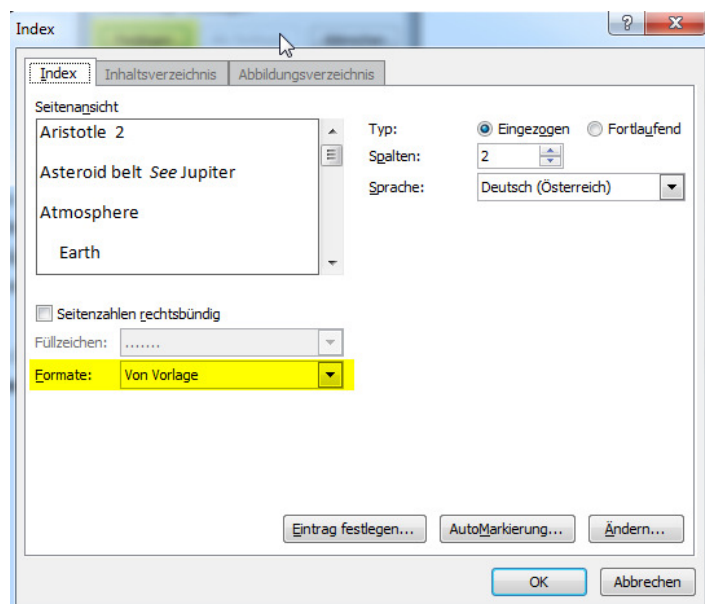 Index
Index Inhaltsverzeichnis Abbildungsverzeichnis
Seitenansicht
Aristotle 2
Asteroid belt See Jupiter
Atmosphere
Earth
Typ: Eingezogen Fortlaufend
Spalten: 2
Sprache: Deutsch (Österreich)
Seitenzahlen rechtsbündig
Füllzeichen: .......
Formate: Von Vorlage
Eintrag festlegen... AutoMarkierung... Ändern...
OK Abbrechen